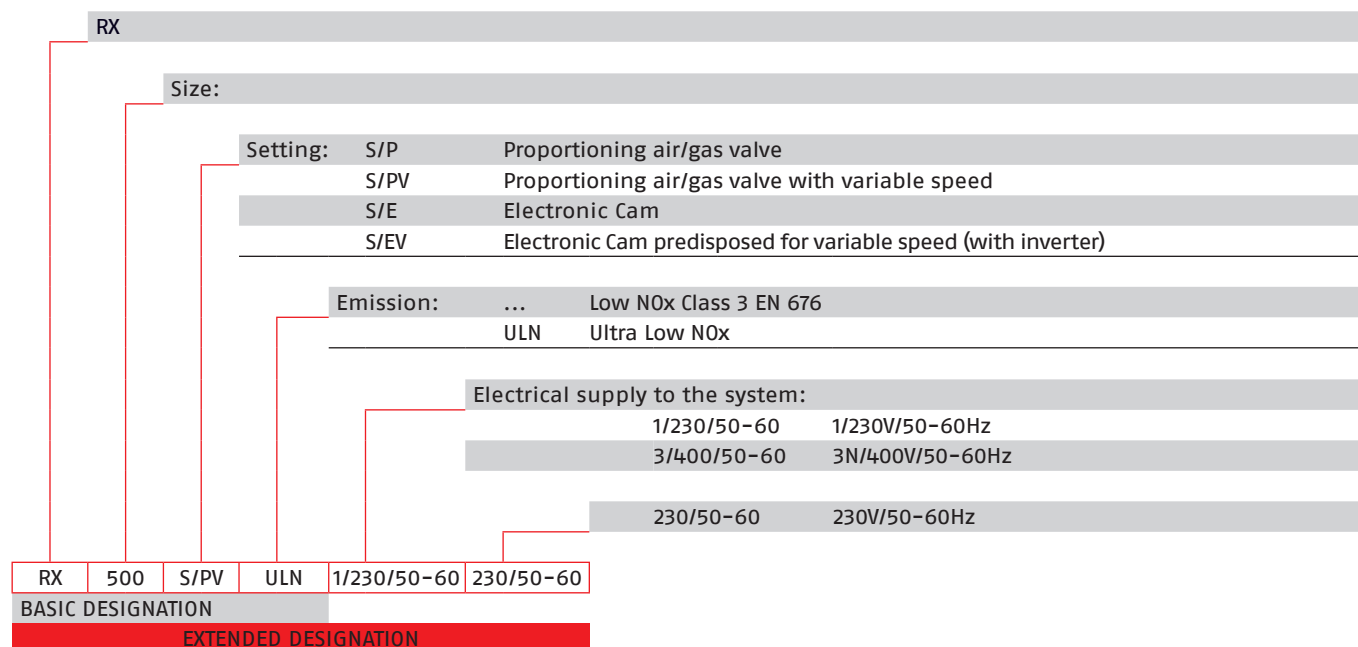 RX
Size:
Setting: S/P Proportioning air/gas valve
S/PV Proportioning air/gas valve with variable speed
S/E Electronic Cam
S/EV Electronic Cam predisposed for variable speed (with inverter)
Emission: ... Low NOx Class 3 EN 676
ULN Ultra Low NOx
Electrical supply to the system:
1/230/50-60 1/230V/50-60Hz
3/400/50-60 3N/400V/50-60Hz
230/50-60 230V/50-60Hz
RX 500 S/PV ULN 1/230/50-60 230/50-60
BASIC DESIGNATION
EXTENDED DESIGNATION